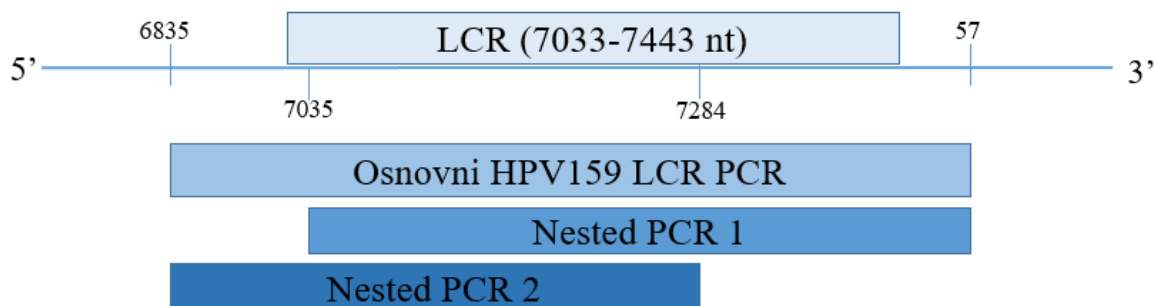 6835
LCR (7033-7443 nt)
57
5’
3’
7035
7284
Osnovni HPV159 LCR PCR
Nested PCR 1
Nested PCR 2